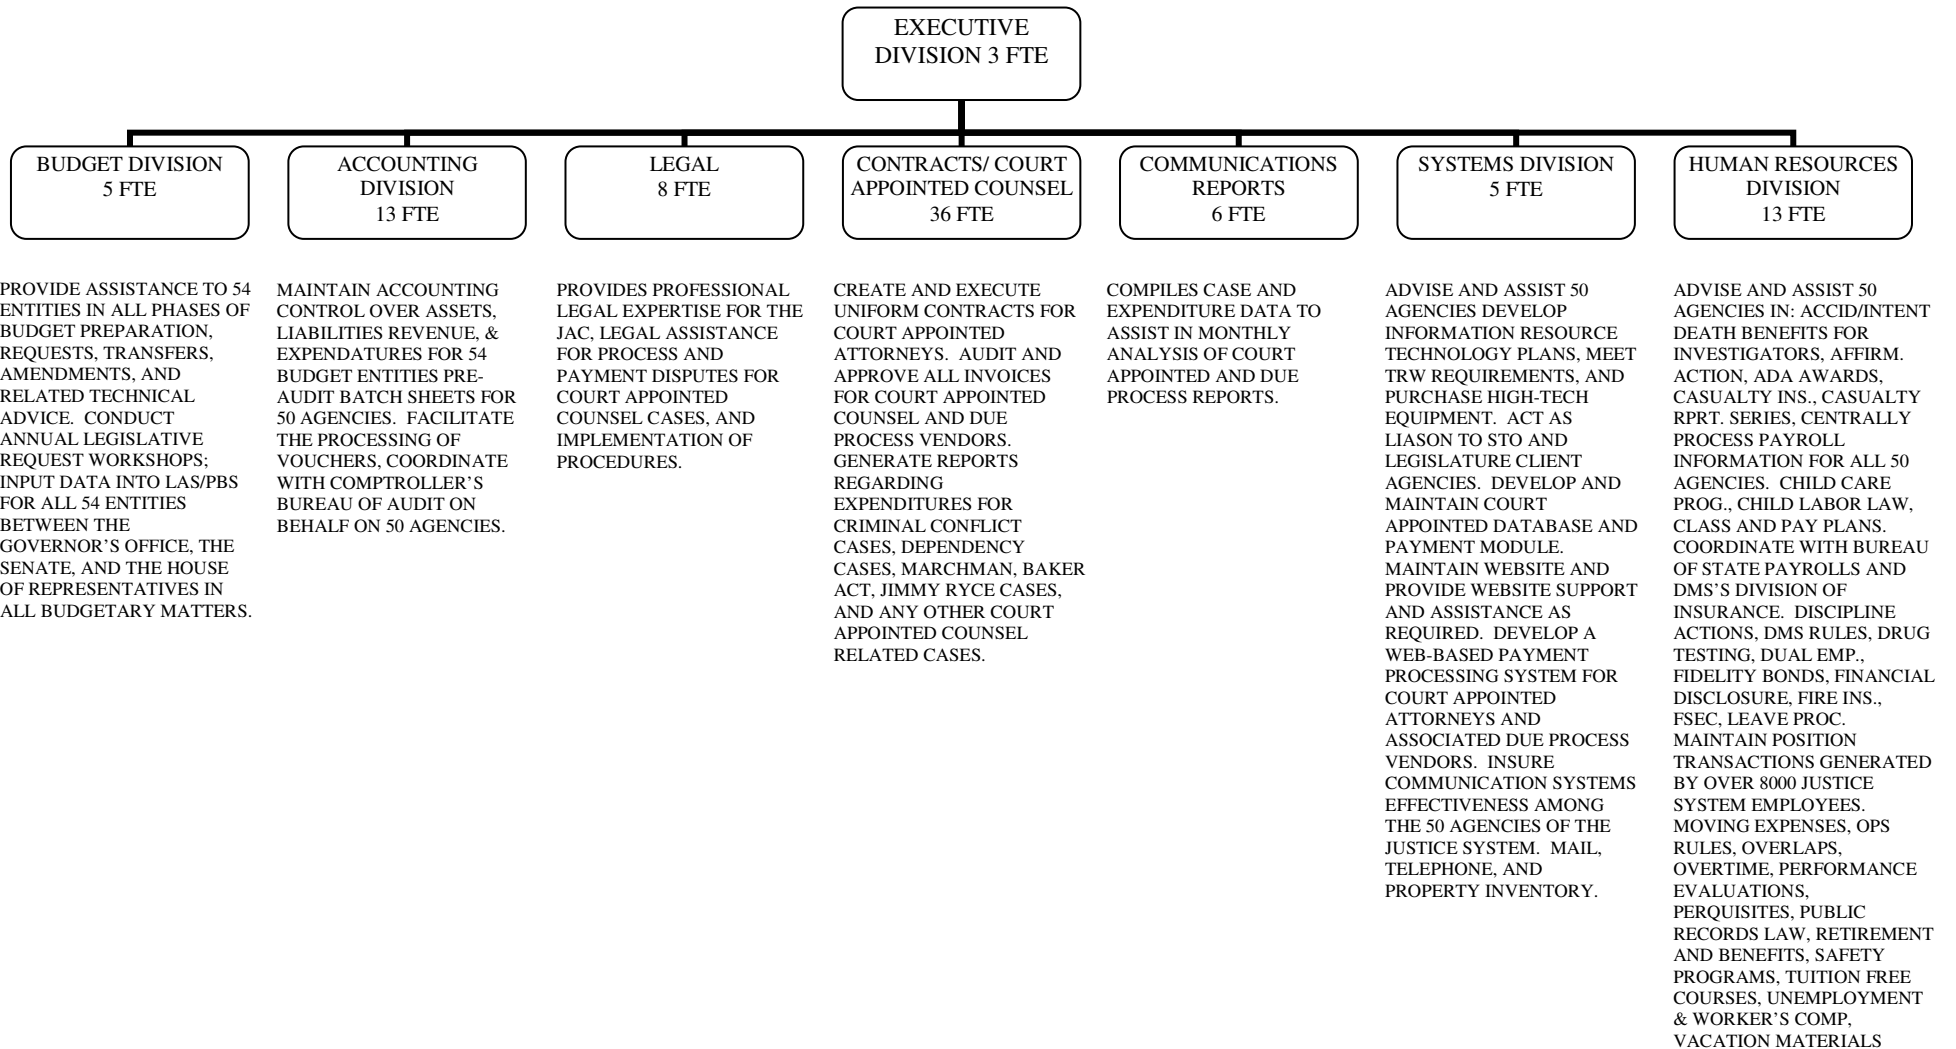 EXECUTIVE
DIVISION 3 FTE
BUDGET DIVISION
5 FTE
ACCOUNTING
DIVISION
13 FTE
LEGAL
8 FTE
CONTRACTS/ COURT
APPOINTED COUNSEL
36 FTE
COMMUNICATIONS
REPORTS
6 FTE
SYSTEMS DIVISION
5 FTE
HUMAN RESOURCES
DIVISION
13 FTE
PROVIDE ASSISTANCE TO 54
ENTITIES IN ALL PHASES OF
BUDGET PREPARATION,
REQUESTS, TRANSFERS,
AMENDMENTS, AND
RELATED TECHNICAL
ADVICE. CONDUCT
ANNUAL LEGISLATIVE
REQUEST WORKSHOPS;
INPUT DATA INTO LAS/PBS
FOR ALL 54 ENTITIES
BETWEEN THE
GOVERNOR'S OFFICE, THE
SENATE, AND THE HOUSE
OF REPRESENTATIVES IN
ALL BUDGETARY MATTERS.
MAINTAIN ACCOUNTING
CONTROL OVER ASSETS,
LIABILITIES REVENUE, &
EXPENDATURES FOR 54
BUDGET ENTITIES PRE-
AUDIT BATCH SHEETS FOR
50 AGENCIES. FACILITATE
THE PROCESSING OF
VOUCHERS, COORDINATE
WITH COMPTROLLER'S
BUREAU OF AUDIT ON
BEHALF ON 50 AGENCIES.
PROVIDES PROFESSIONAL
LEGAL EXPERTISE FOR THE
JAC, LEGAL ASSISTANCE
FOR PROCESS AND
PAYMENT DISPUTES FOR
COURT APPOINTED
COUNSEL CASES, AND
IMPLEMENTATION OF
PROCEDURES.
CREATE AND EXECUTE
UNIFORM CONTRACTS FOR
COURT APPOINTED
ATTORNEYS. AUDIT AND
APPROVE ALL INVOICES
FOR COURT APPOINTED
COUNSEL AND DUE
PROCESS VENDORS.
GENERATE REPORTS
REGARDING
EXPENDITURES FOR
CRIMINAL CONFLICT
CASES, DEPENDENCY
CASES, MARCHMAN, BAKER
ACT, JIMMY RYCE CASES,
AND ANY OTHER COURT
APPOINTED COUNSEL
RELATED CASES.
COMPILES CASE AND
EXPENDITURE DATA TO
ASSIST IN MONTHLY
ANALYSIS OF COURT
APPOINTED AND DUE
PROCESS REPORTS.
ADVISE AND ASSIST 50
AGENCIES DEVELOP
INFORMATION RESOURCE
TECHNOLOGY PLANS, MEET
TRW REQUIREMENTS, AND
PURCHASE HIGH-TECH
EQUIPMENT. ACT AS
LIASON TO STO AND
LEGISLATURE CLIENT
AGENCIES. DEVELOP AND
MAINTAIN COURT
APPOINTED DATABASE AND
PAYMENT MODULE.
MAINTAIN WEBSITE AND
PROVIDE WEBSITE SUPPORT
AND ASSISTANCE AS
REQUIRED. DEVELOP A
WEB-BASED PAYMENT
PROCESSING SYSTEM FOR
COURT APPOINTED
ATTORNEYS AND
ASSOCIATED DUE PROCESS
VENDORS. INSURE
COMMUNICATION SYSTEMS
EFFECTIVENESS AMONG
THE 50 AGENCIES OF THE
JUSTICE SYSTEM. MAIL,
TELEPHONE, AND
PROPERTY INVENTORY.
ADVISE AND ASSIST 50
AGENCIES IN: ACCID/INTENT
DEATH BENEFITS FOR
INVESTIGATORS, AFFIRM.
ACTION, ADA AWARDS,
CASUALTY INS., CASUALTY
RPRT. SERIES, CENTRALLY
PROCESS PAYROLL
INFORMATION FOR ALL 50
AGENCIES. CHILD CARE
PROG., CHILD LABOR LAW,
CLASS AND PAY PLANS.
COORDINATE WITH BUREAU
OF STATE PAYROLLS AND
DMS'S DIVISION OF
INSURANCE. DISCIPLINE
ACTIONS, DMS RULES, DRUG
TESTING, DUAL EMP.,
FIDELITY BONDS, FINANCIAL
DISCLOSURE, FIRE INS.,
FSEC, LEAVE PROC.
MAINTAIN POSITION
TRANSACTIONS GENERATED
BY OVER 8000 JUSTICE
SYSTEM EMPLOYEES.
MOVING EXPENSES, OPS
RULES, OVERLAPS,
OVERTIME, PERFORMANCE
EVALUATIONS,
PERQUISITES, PUBLIC
RECORDS LAW, RETIREMENT
AND BENEFITS, SAFETY
PROGRAMS, TUITION FREE
COURSES, UNEMPLOYMENT
& WORKER'S COMP,
VACATION MATERIALS